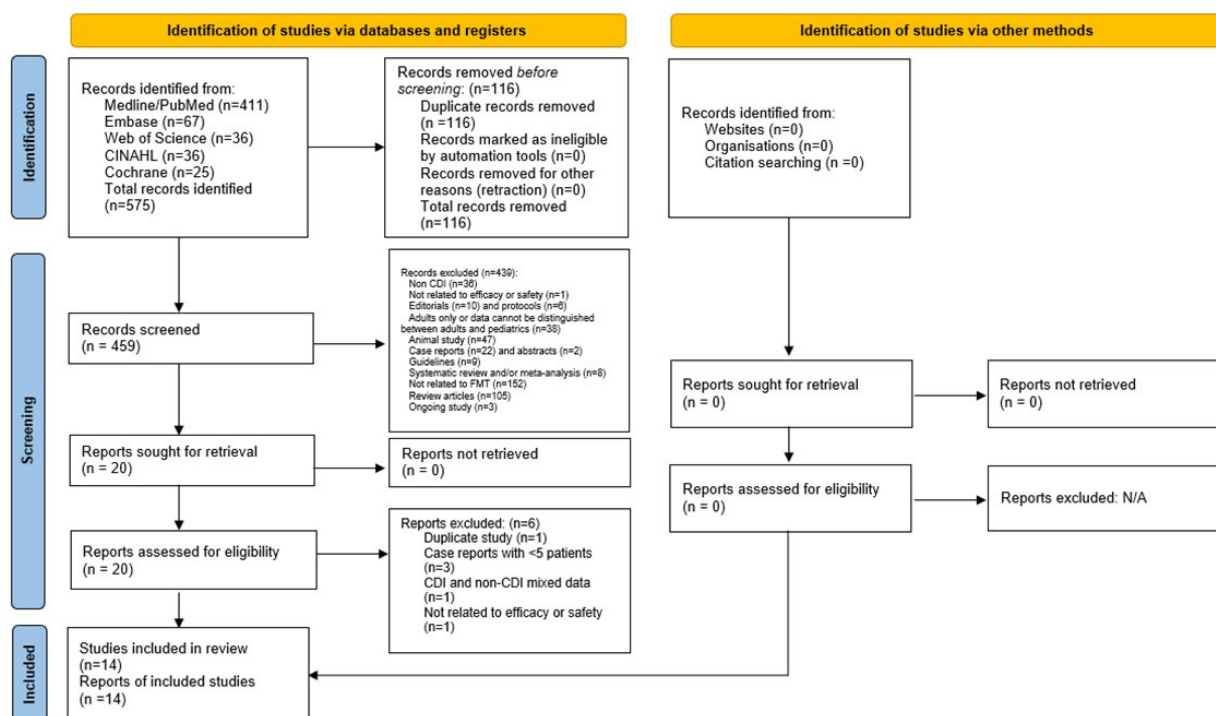 Identification of studies via databases and registers
Identification of studies via other methods
Identification
Records identified from:
Medline/PubMed (n=411)
Embase (n=67)
Web of Science (n=36)
CINAHL (n=36)
Cochrane (n=25)
Total records identified
(n=575)
Records removed before
screening: (n=116)
Duplicate records removed
(n =116)
Records marked as ineligible
by automation tools (n=0)
Records removed for other
reasons (retraction) (n=0)
Total records removed
(n=116)
Records identified from:
Websites (n=0)
Organisations (n=0)
Citation searching (n =0)
Screening
Records screened
(n = 459)
Records excluded (n=439):
Non CDI (n=36)
Not related to efficacy or safety (n=1)
Editorials (n=10) and protocols (n=6)
Adults only or data cannot be distinguished
between adults and pediatrics (n=38)
Animal study (n=47)
Case reports (n=22) and abstracts (n=2)
Guidelines (n=9)
Systematic review and/or meta-analysis (n=8)
Not related to FMT (n=152)
Review articles (n=105)
Ongoing study (n=3)
Reports sought for retrieval
(n = 20)
Reports not retrieved
(n = 0)
Reports sought for retrieval
(n = 0)
Reports not retrieved
(n = 0)
Reports assessed for eligibility
(n = 20)
Reports excluded: (n=6)
Duplicate study (n=1)
Case reports with <5 patients
(n=3)
CDI and non-CDI mixed data
(n=1)
Not related to efficacy or safety
(n=1)
Reports assessed for eligibility
(n = 0)
Reports excluded: N/A
Included
Studies included in review
(n=14)
Reports of included studies
(n =14)